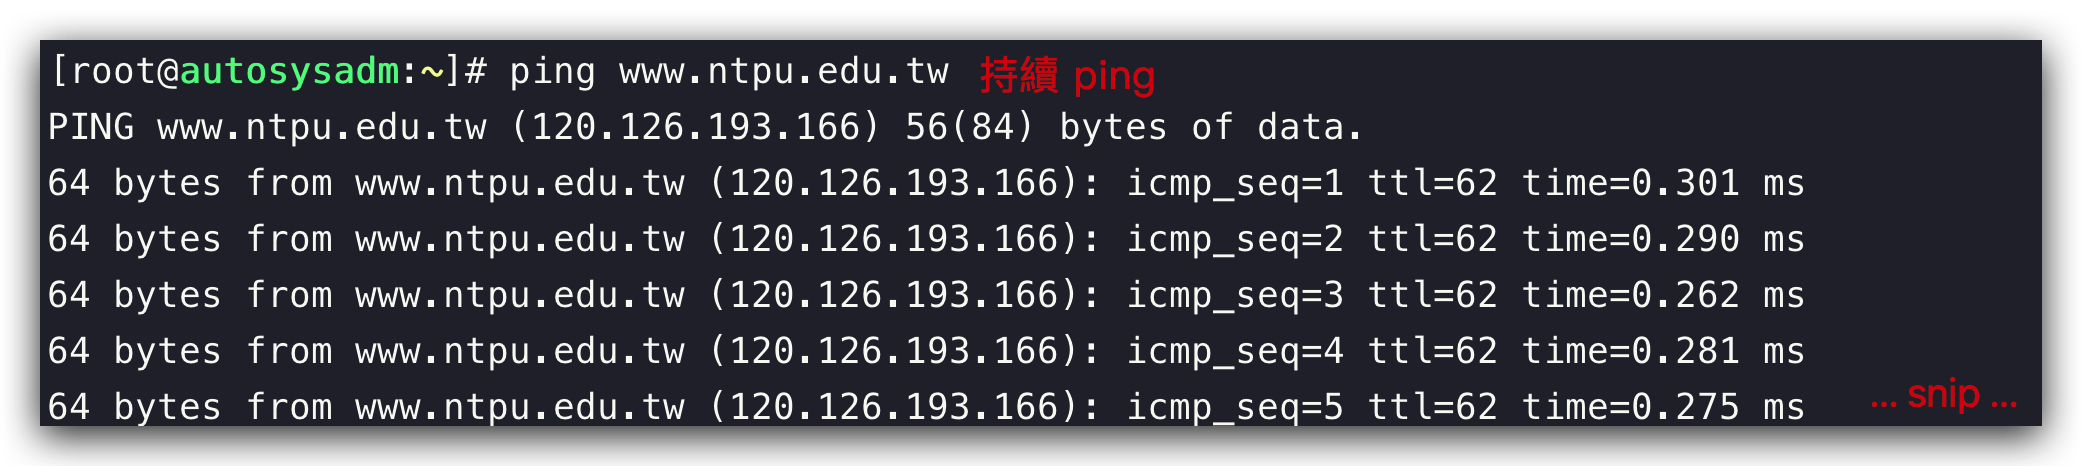 [root@autosysadm:~]# ping www.ntpu.edu.tw 持續 ping
PING www.ntpu.edu.tw (120.126.193.166) 56(84) bytes of data.
64 bytes from www.ntpu.edu.tw (120.126.193.166): icmp_seq=1 ttl=62 time=0.301 ms
64 bytes from www.ntpu.edu.tw (120.126.193.166): icmp_seq=2 ttl=62 time=0.290 ms
64 bytes from www.ntpu.edu.tw (120.126.193.166): icmp_seq=3 ttl=62 time=0.262 ms
64 bytes from www.ntpu.edu.tw (120.126.193.166): icmp_seq=4 ttl=62 time=0.281 ms
64 bytes from www.ntpu.edu.tw (120.126.193.166): icmp_seq=5 ttl=62 time=0.275 ms ... snip ...